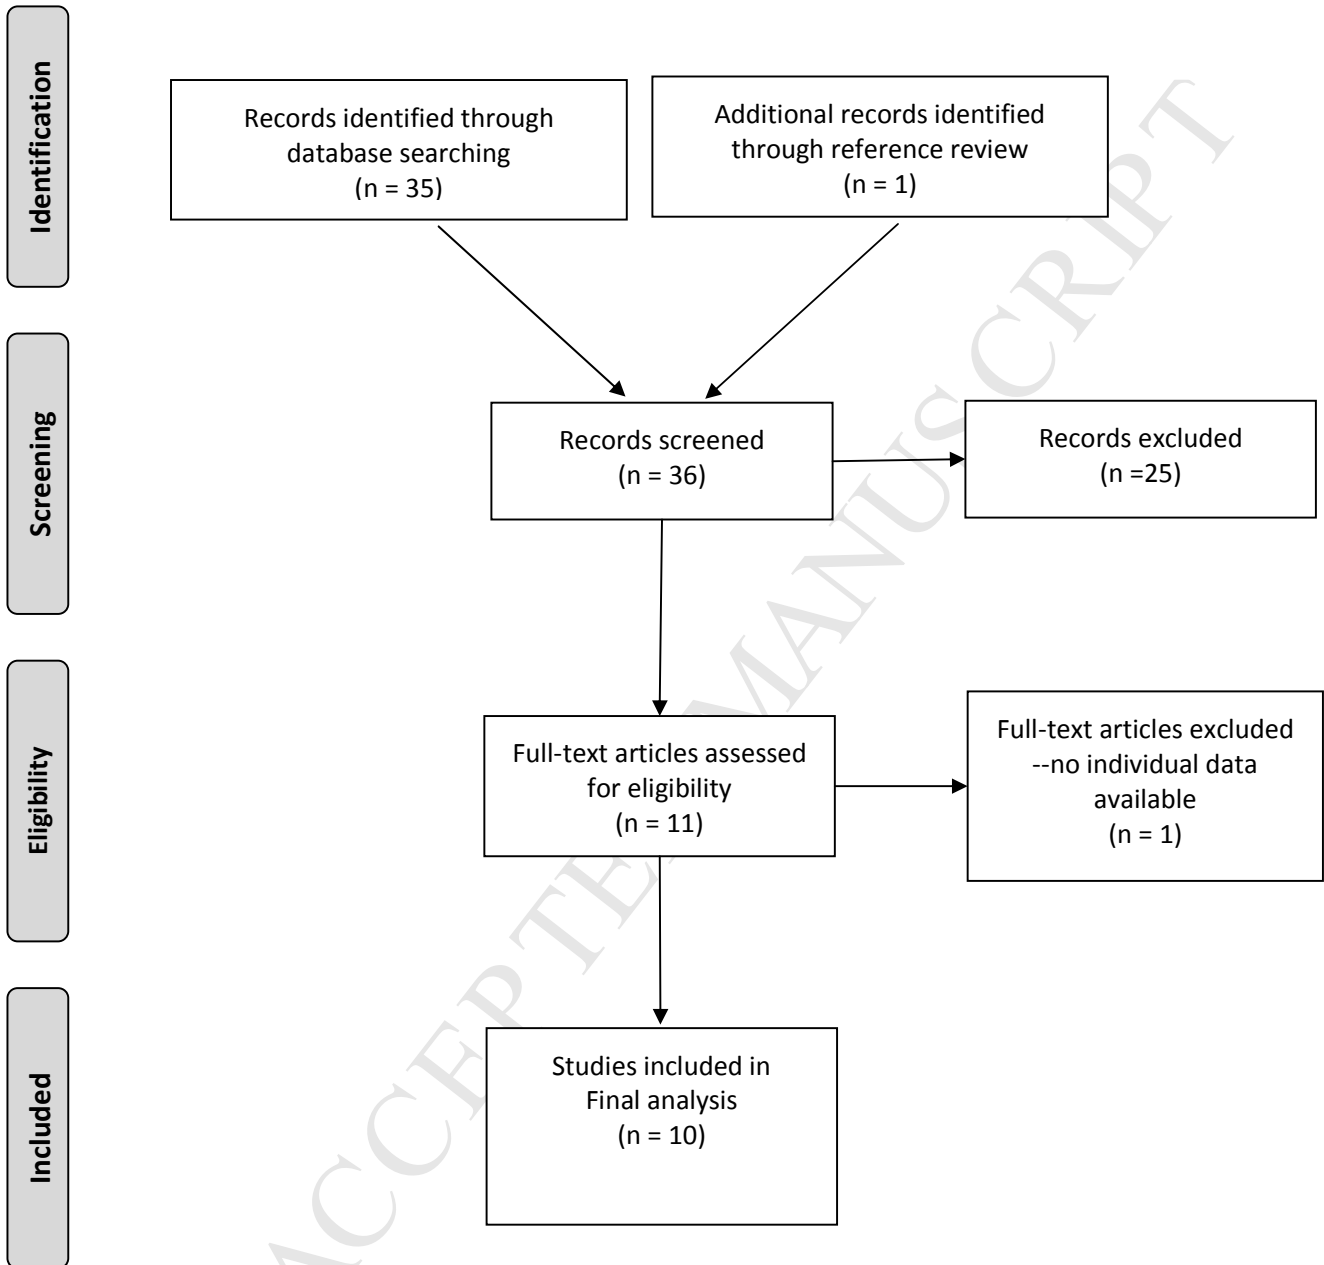 Identification
Records identified through
database searching
(n = 35)
Additional records identified
through reference review
(n = 1)
Screening
Records screened
(n = 36)
Records excluded
(n =25)
Eligibility
Full-text articles assessed
for eligibility
(n = 11)
Full-text articles excluded
--no individual data
available
(n = 1)
Included
Studies included in
Final analysis
(n = 10)
ACCEPTED MANUSCRIPT